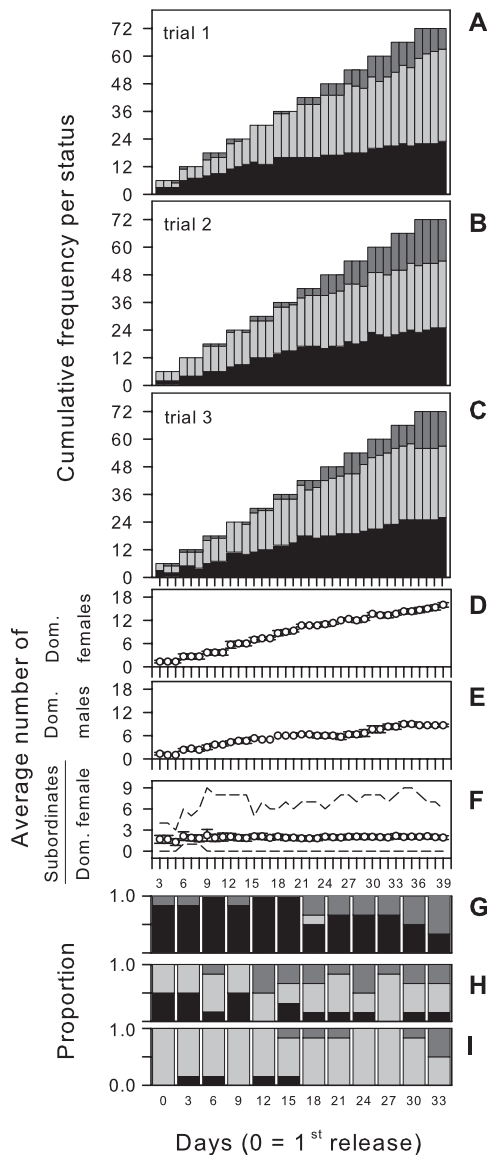 A
trial 1
72
60
48
36
24
12
0
B
trial 2
72
60
48
36
24
12
0
C
trial 3
72
60
48
36
24
12
0
Cumulative frequency per status
D
18
12
6
0
Dom.
females
E
18
12
6
0
Dom.
males
F
9
6
3
0
Subordinates
Dom. female
Average number of
3 6 9 12 15 18 21 24 27 30 33 36 39
G
1.0
H
1.0
I
1.0
0.0
Proportion
0 3 6 9 12 15 18 21 24 27 30 33
Days (0 = 1st release)